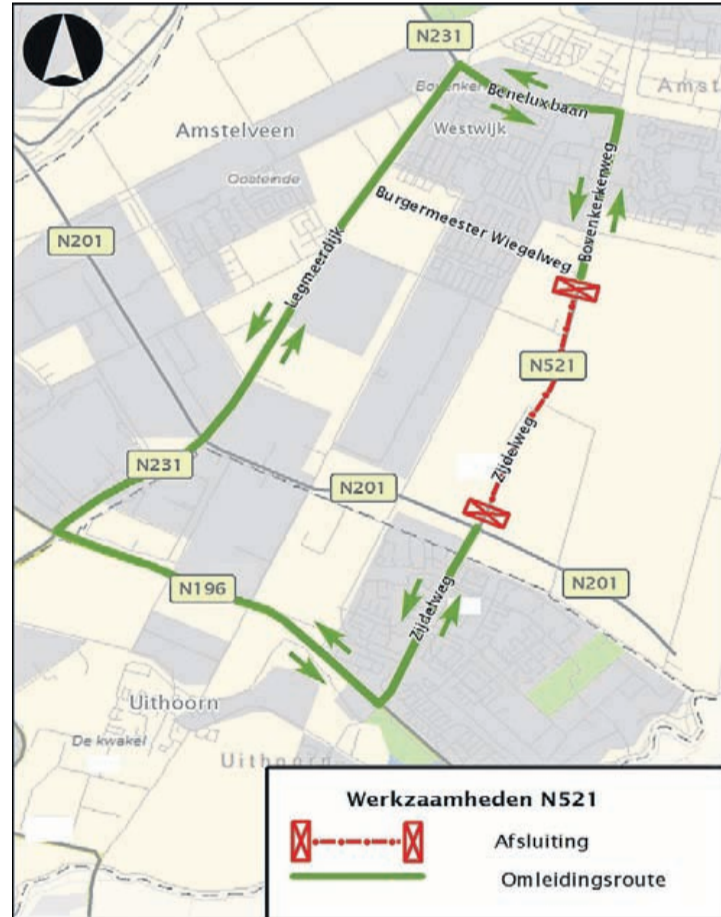 N231
Bovenkerk
Beneluxbaan
Amst
Amstelveen
Westwijk
Oosteinde
Burgermeester Wiegelweg
Bovenkerkerweg
N201
Legmeerdijk
N521
Zijdelweg
N231
N201
N201
N196
Zijdelweg
Uithoorn
De kwakel
Uithoorn
Werkzaamheden N521
Afsluiting
Omleidingsroute